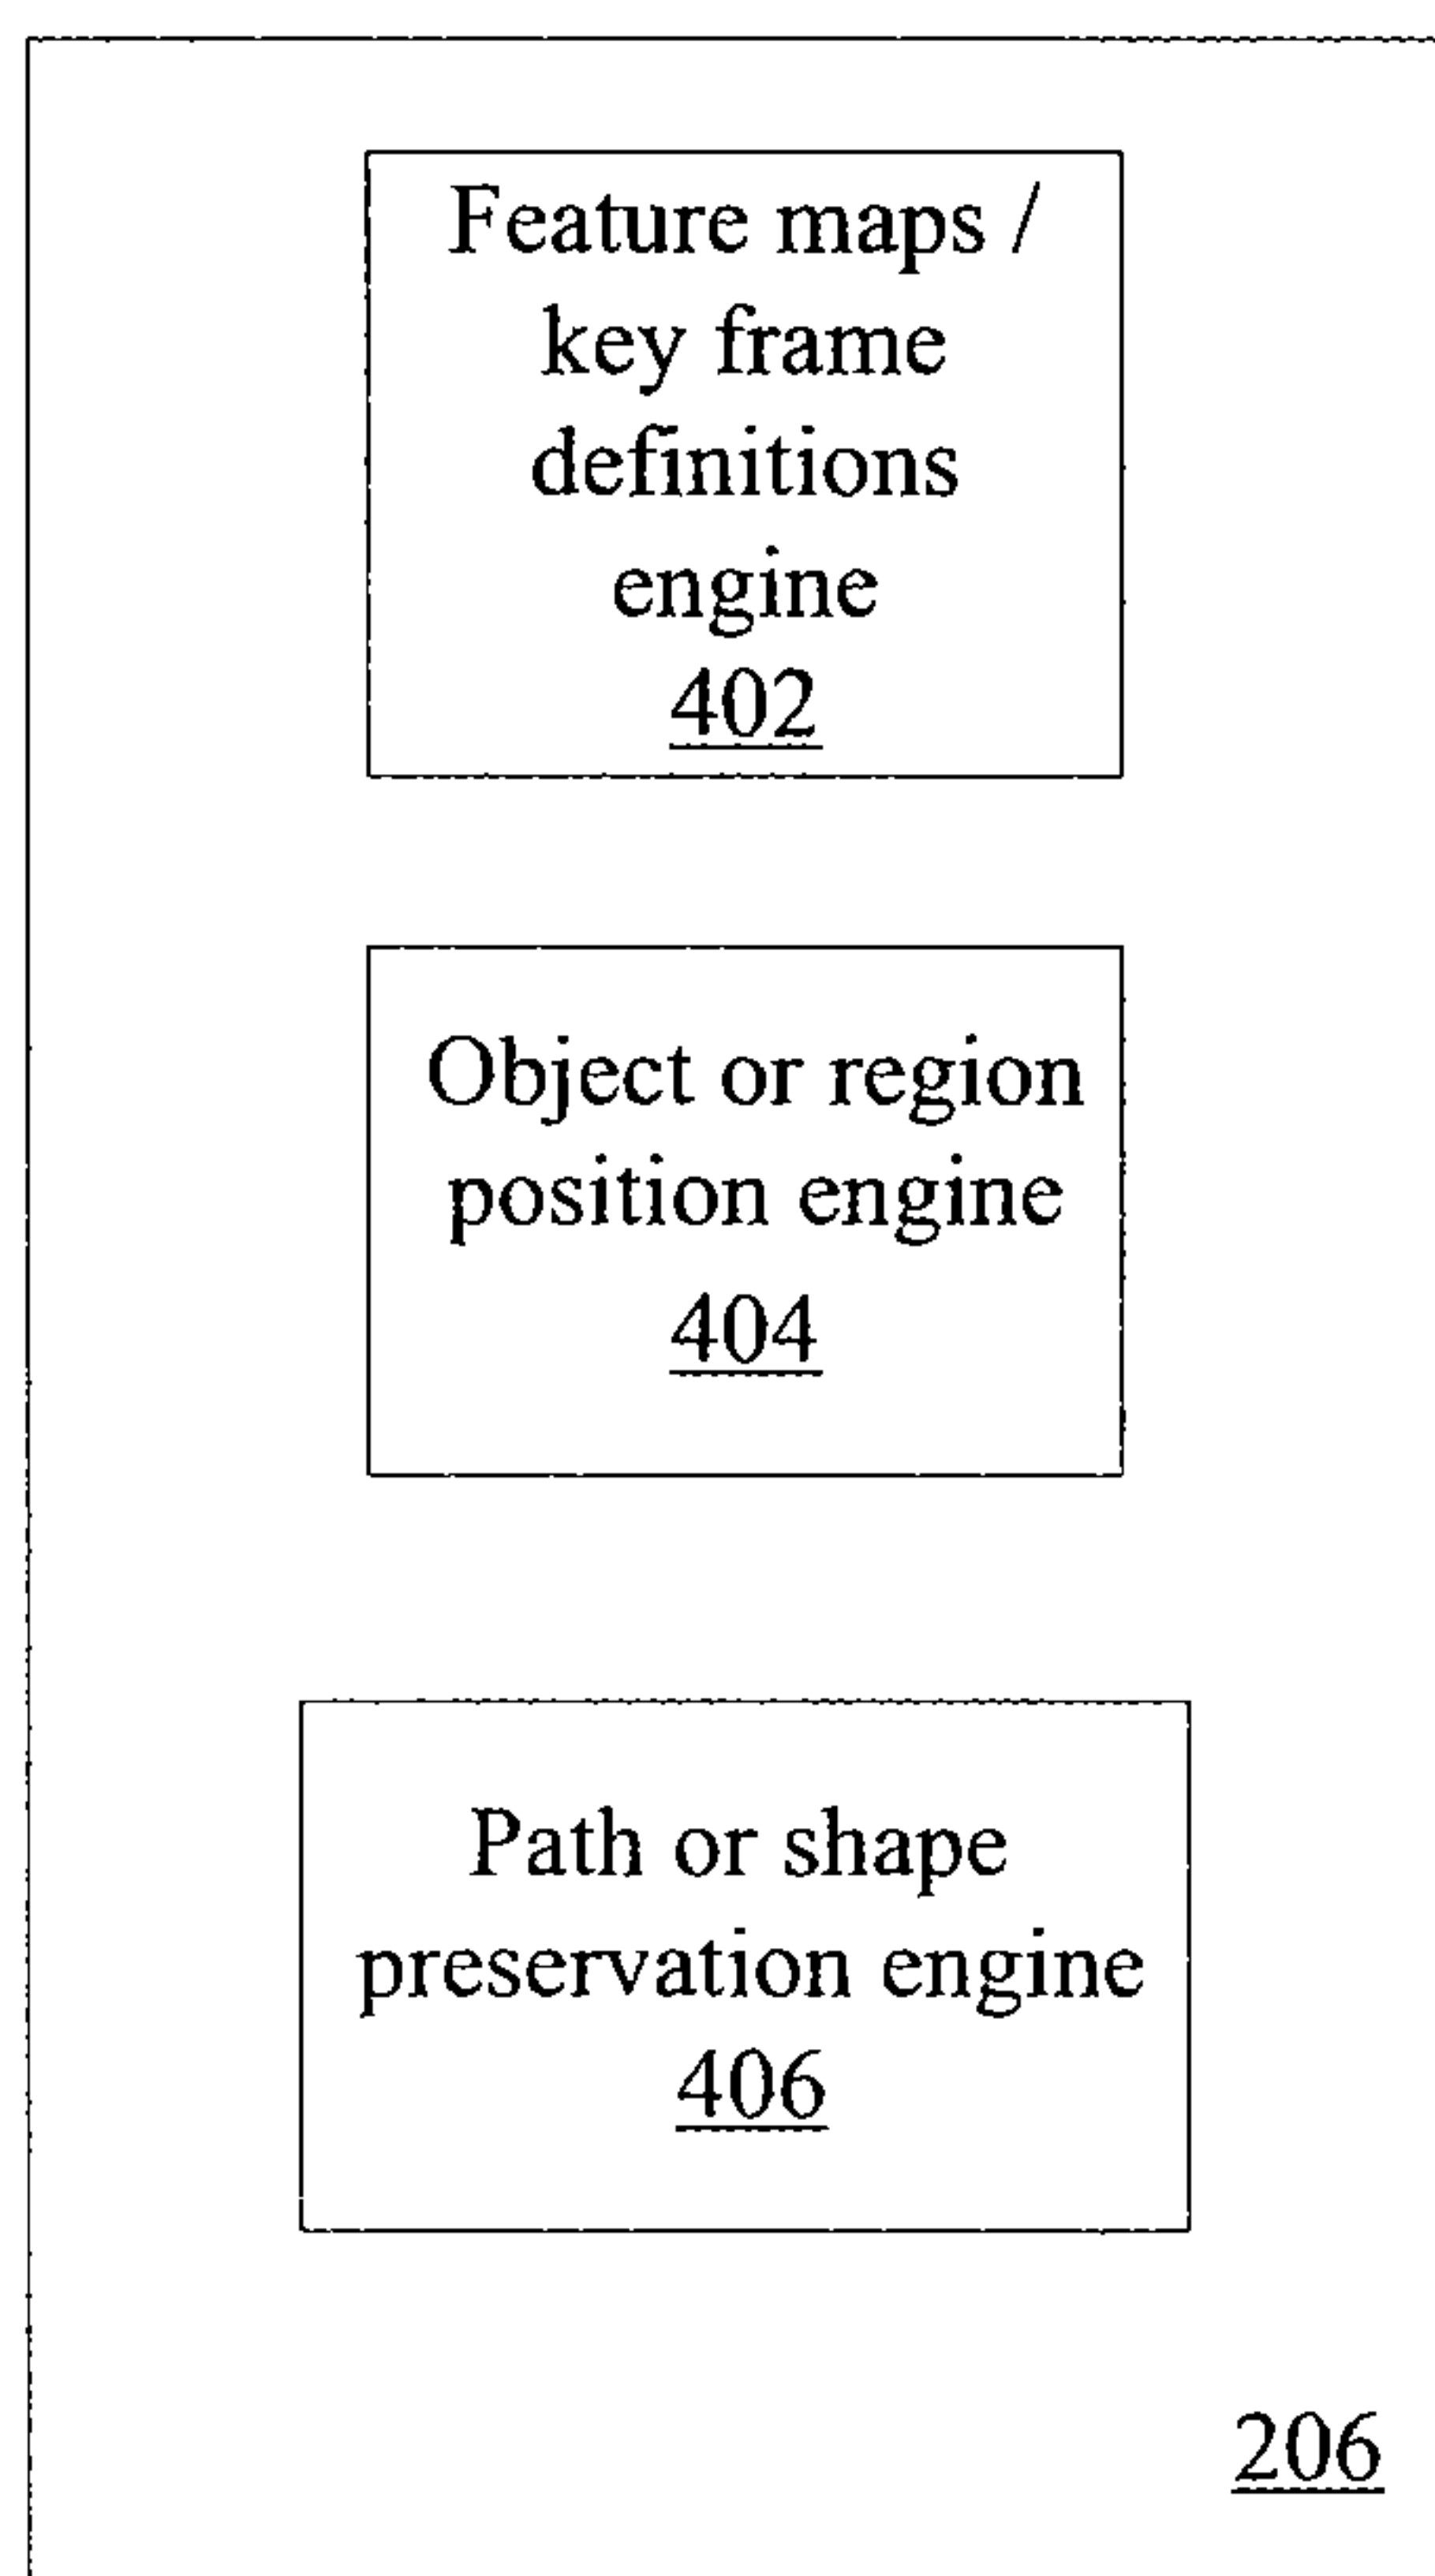 Feature maps /
key frame
definitions
engine
402
Object or region
position engine
404
Path or shape
preservation engine
406
206